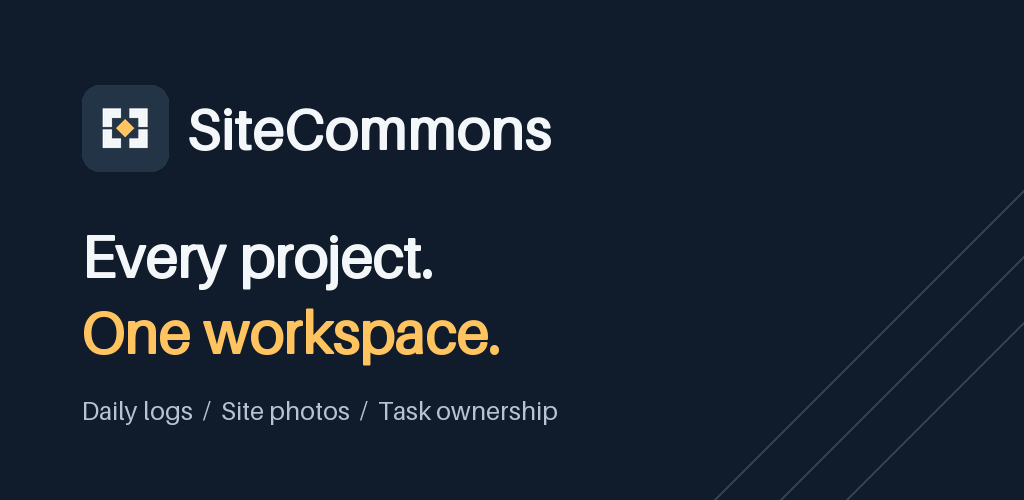 SiteCommons
Every project.
One workspace.
Daily logs / Site photos / Task ownership